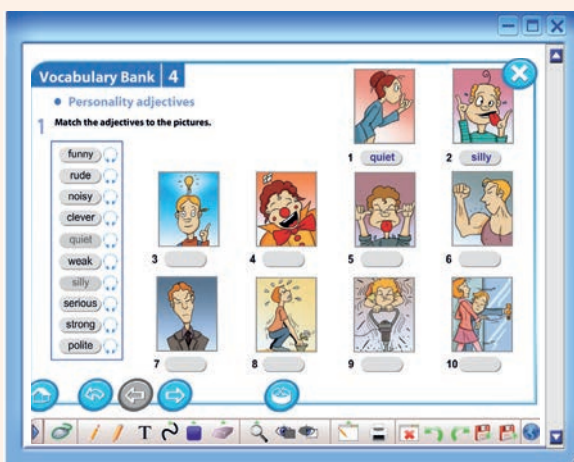 Vocabulary Bank 4
• Personality adjectives
1 Match the adjectives to the pictures.
funny
rude
noisy
clever
quiet
weak
silly
serious
strong
polite
1 quiet
2 silly
3
4
5
6
7
8
9
10
T